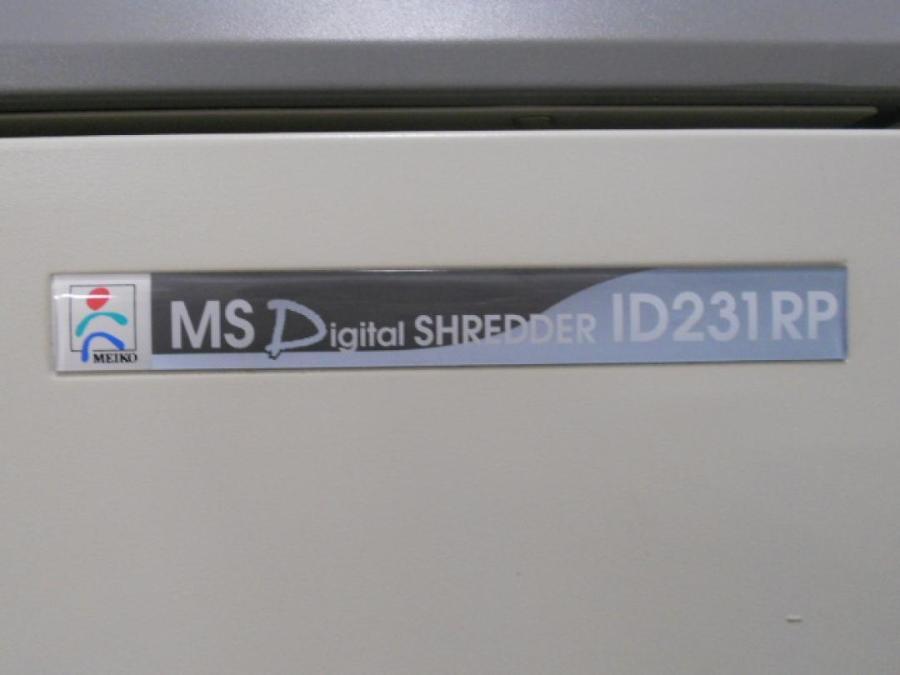 MEIKO
MS Digital SHREDDER ID231RP